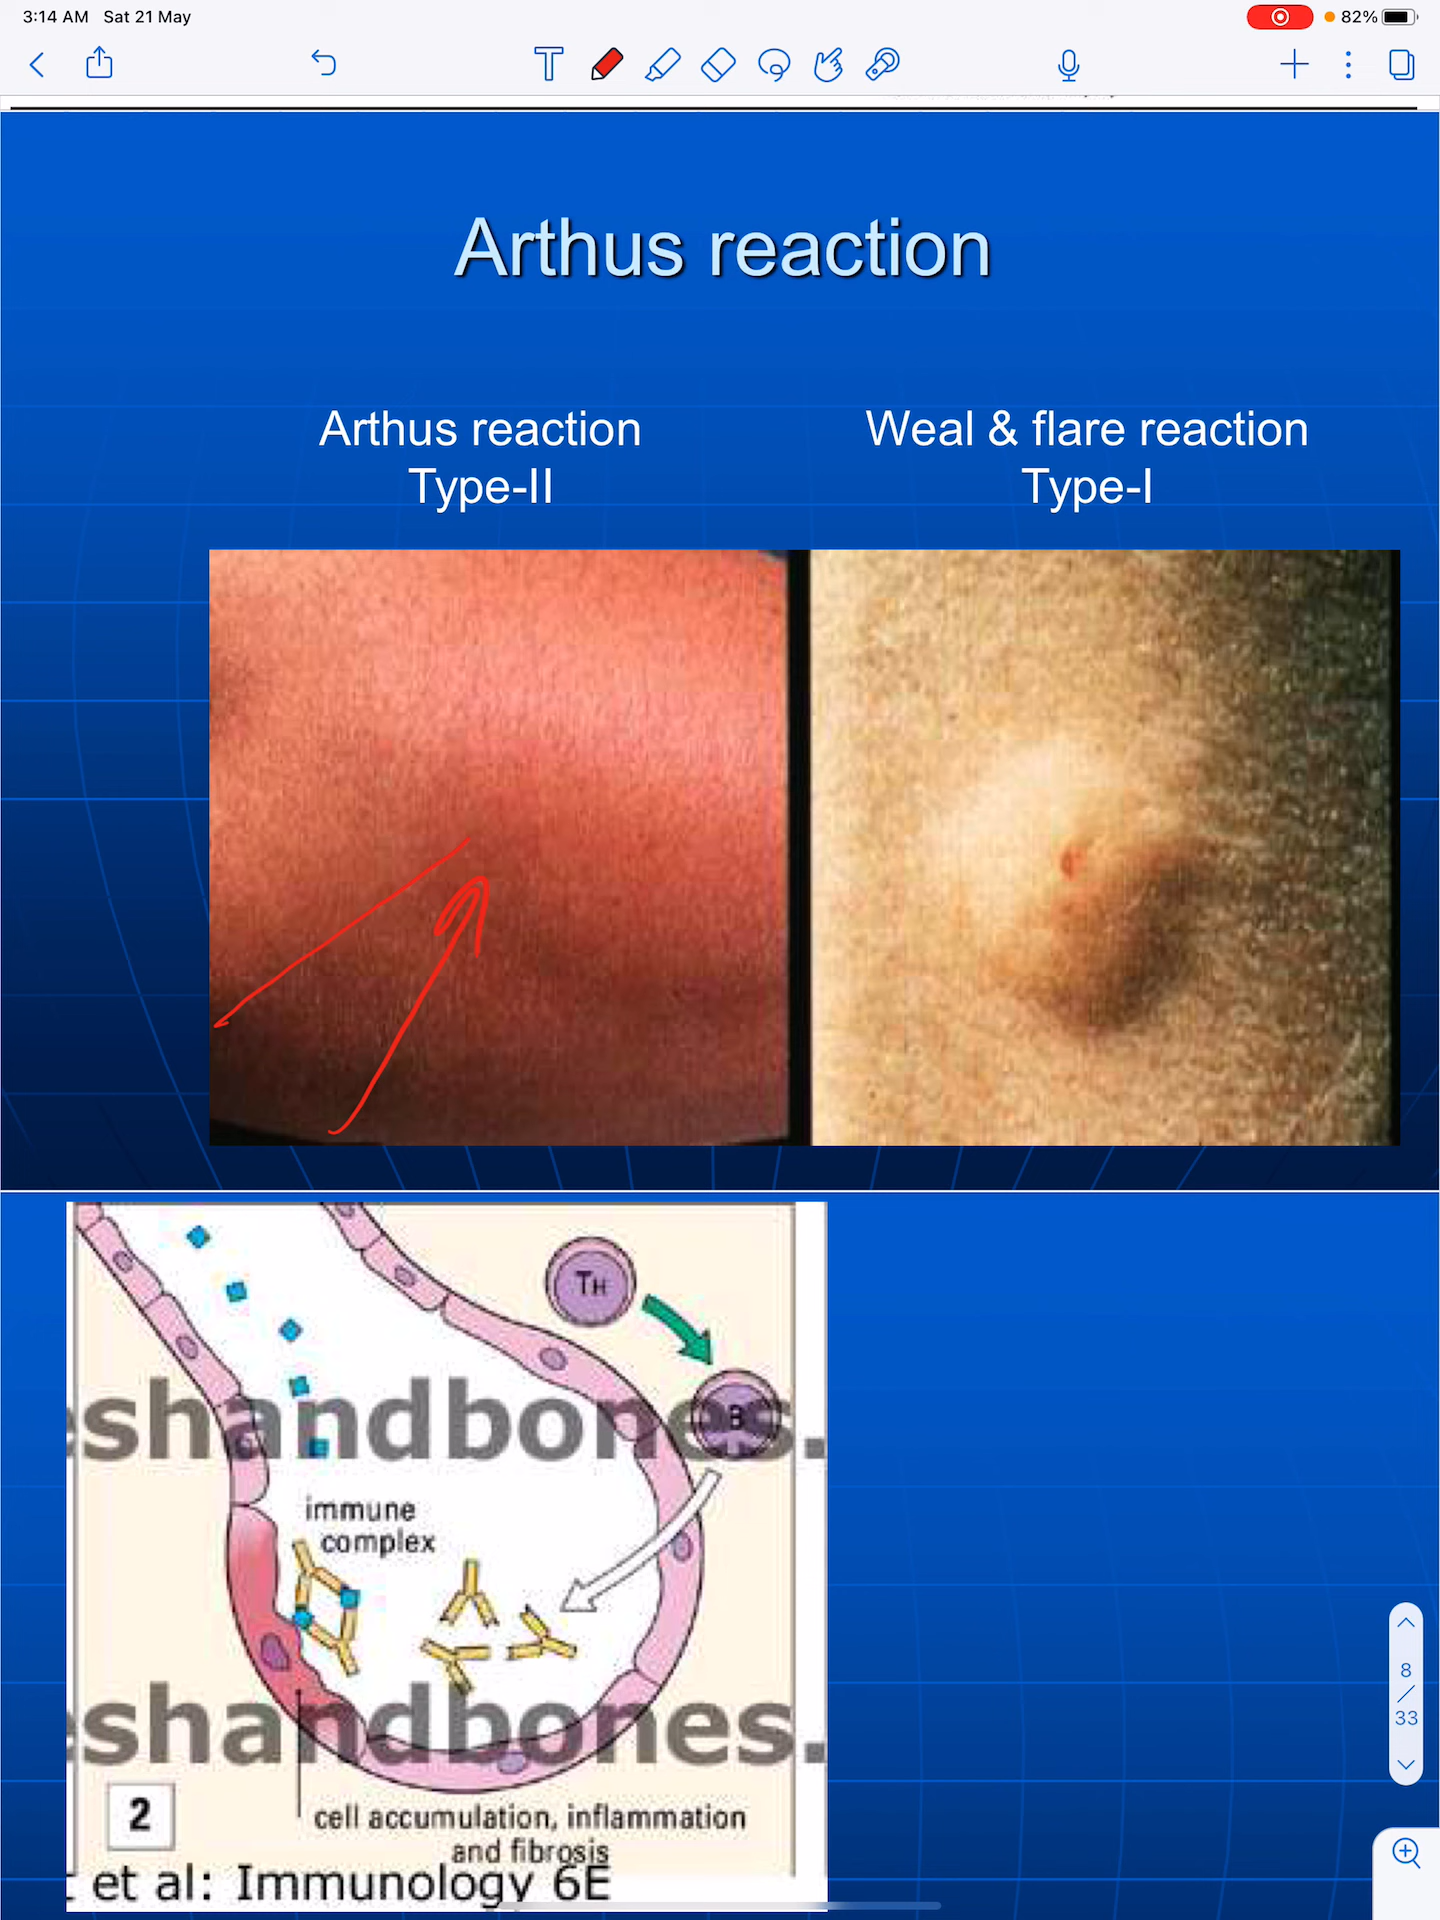 3:14 AM Sat 21 May
82%
T
Arthus reaction
Arthus reaction
Type-II
Weal & flare reaction
Type-I
TH
B
eshandbones.
immune
complex
eshandbones.
2
cell accumulation, inflammation
and fibrosis
et al: Immunology 6E
8
/
33